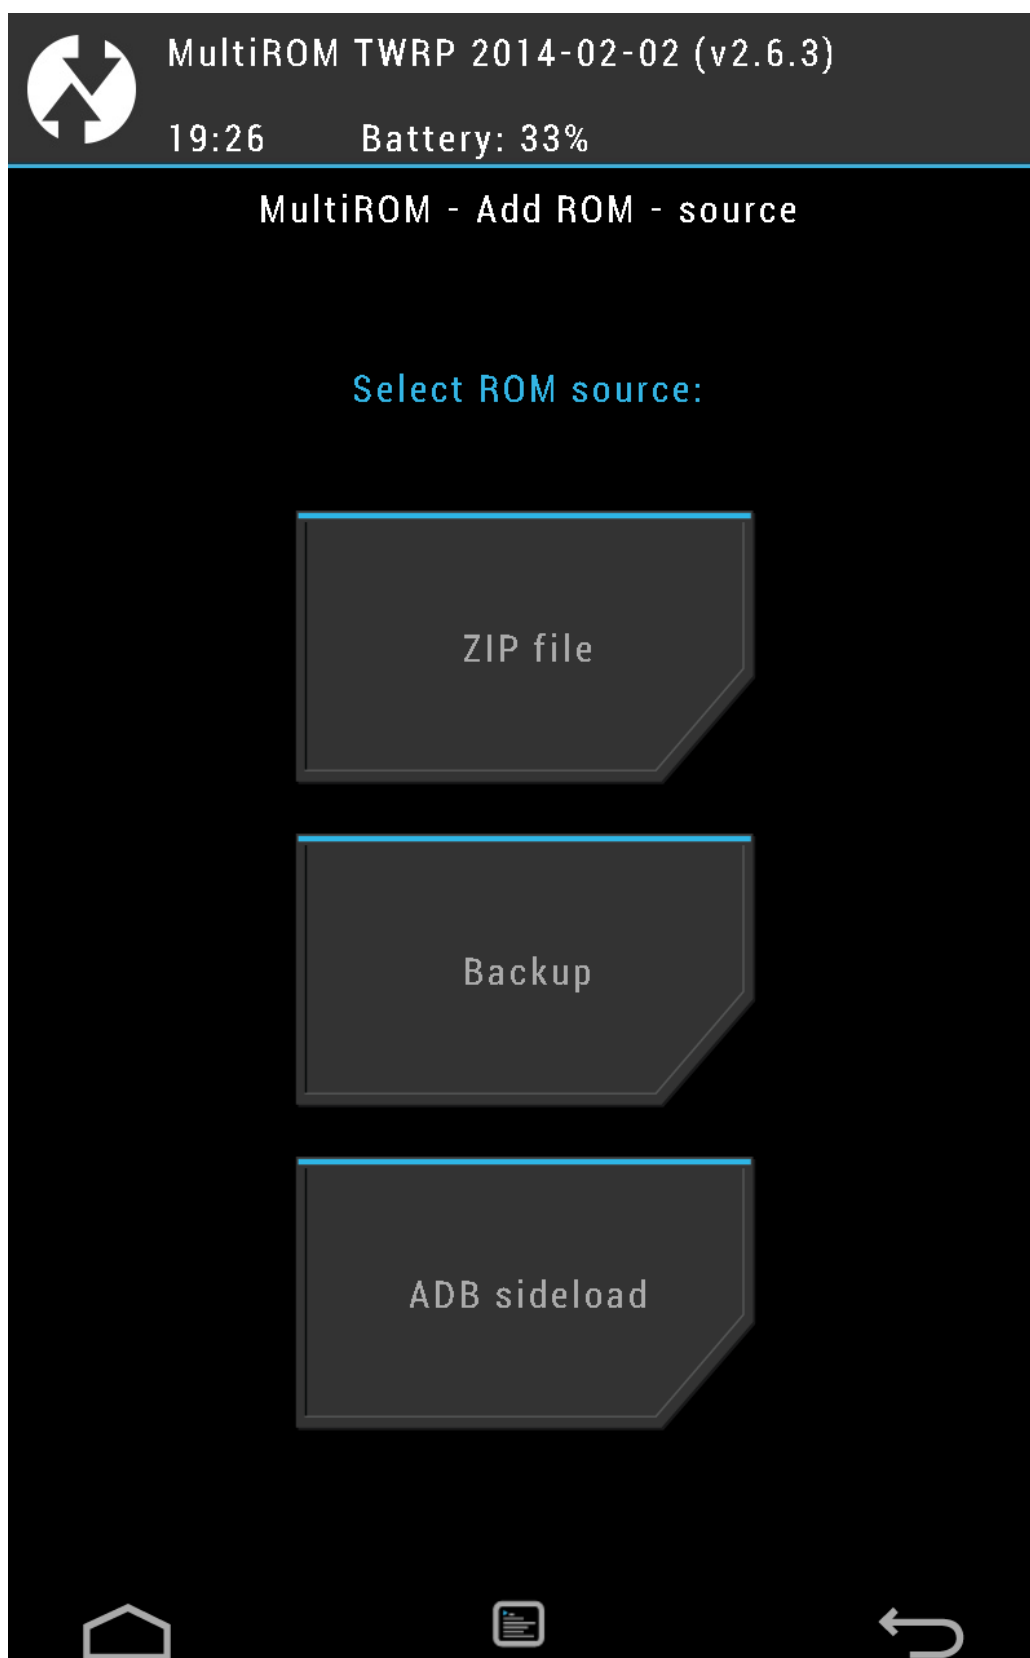 MultiROM TWRP 2014-02-02 (v2.6.3)
19:26 Battery: 33%
MultiROM - Add ROM - source
Select ROM source:
ZIP file
Backup
ADB sideload